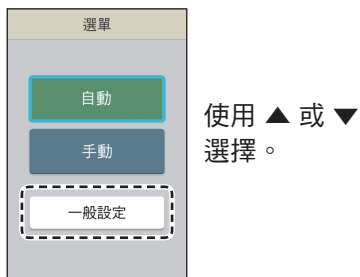 選單
自動
手動
一般設定
使用 ▲ 或 ▼
選擇。